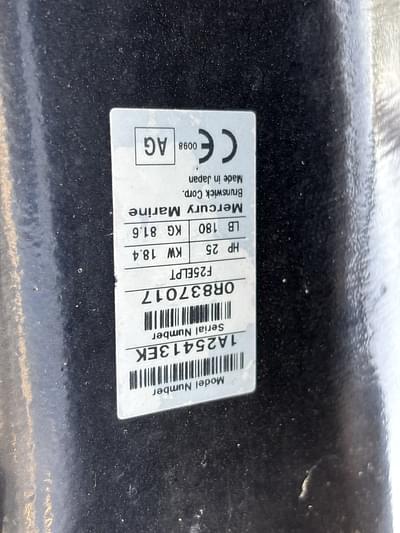 Model Number
1A25413EK
Serial Number
0R837017
F25ELPT
HP 25 KW 18.4
LB 180 KG 81.6
Mercury Marine
Brunswick Corp.
Made in Japan
CE 0098 AG